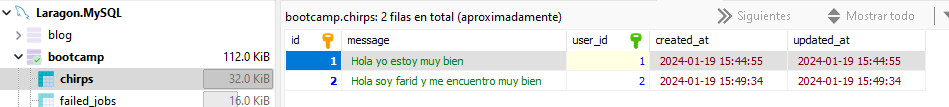 Laragon.MySQL
blog
bootcamp 112.0 KiB
chirps 32.0 KiB
failed_jobs 16.0 KiB
bootcamp.chirps: 2 filas en total (aproximadamente)
Siguientes Mostrar todo
id message user_id created_at updated_at
1 Hola yo estoy muy bien 1 2024-01-19 15:44:55 2024-01-19 15:44:55
2 Hola soy farid y me encuentro muy bien 2 2024-01-19 15:49:34 2024-01-19 15:49:34